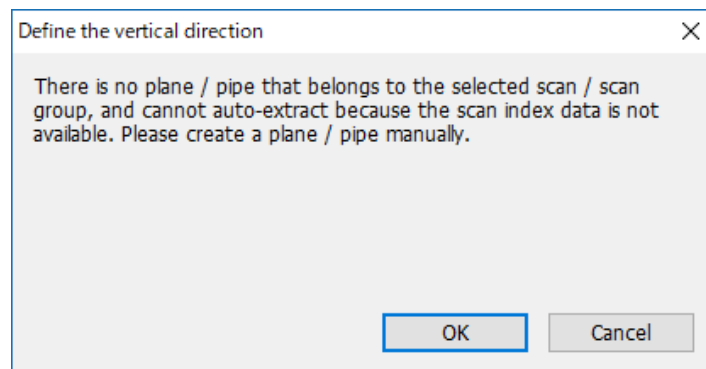 Define the vertical direction
There is no plane / pipe that belongs to the selected scan / scan
group, and cannot auto-extract because the scan index data is not
available. Please create a plane / pipe manually.
OK
Cancel